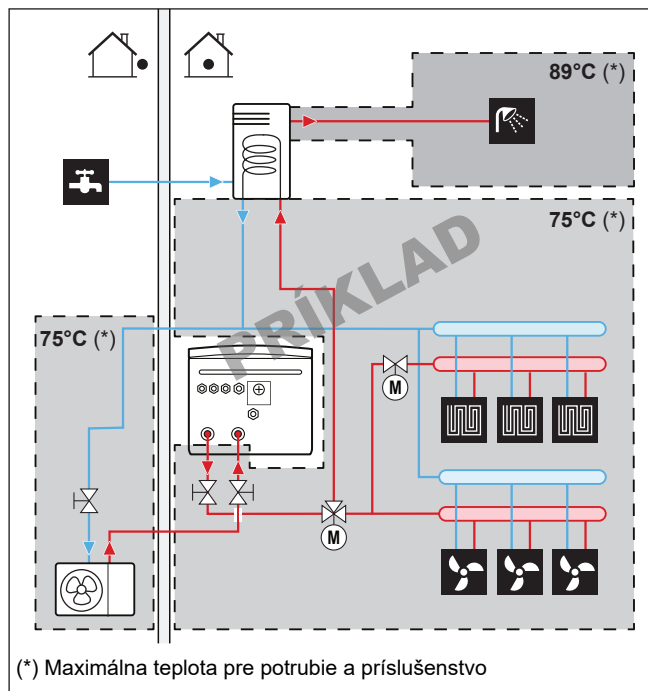 89°C (*)
75°C (*)
PRÍKLAD
75°C (*)
M
M
(*) Maximálna teplota pre potrubie a príslušenstvo